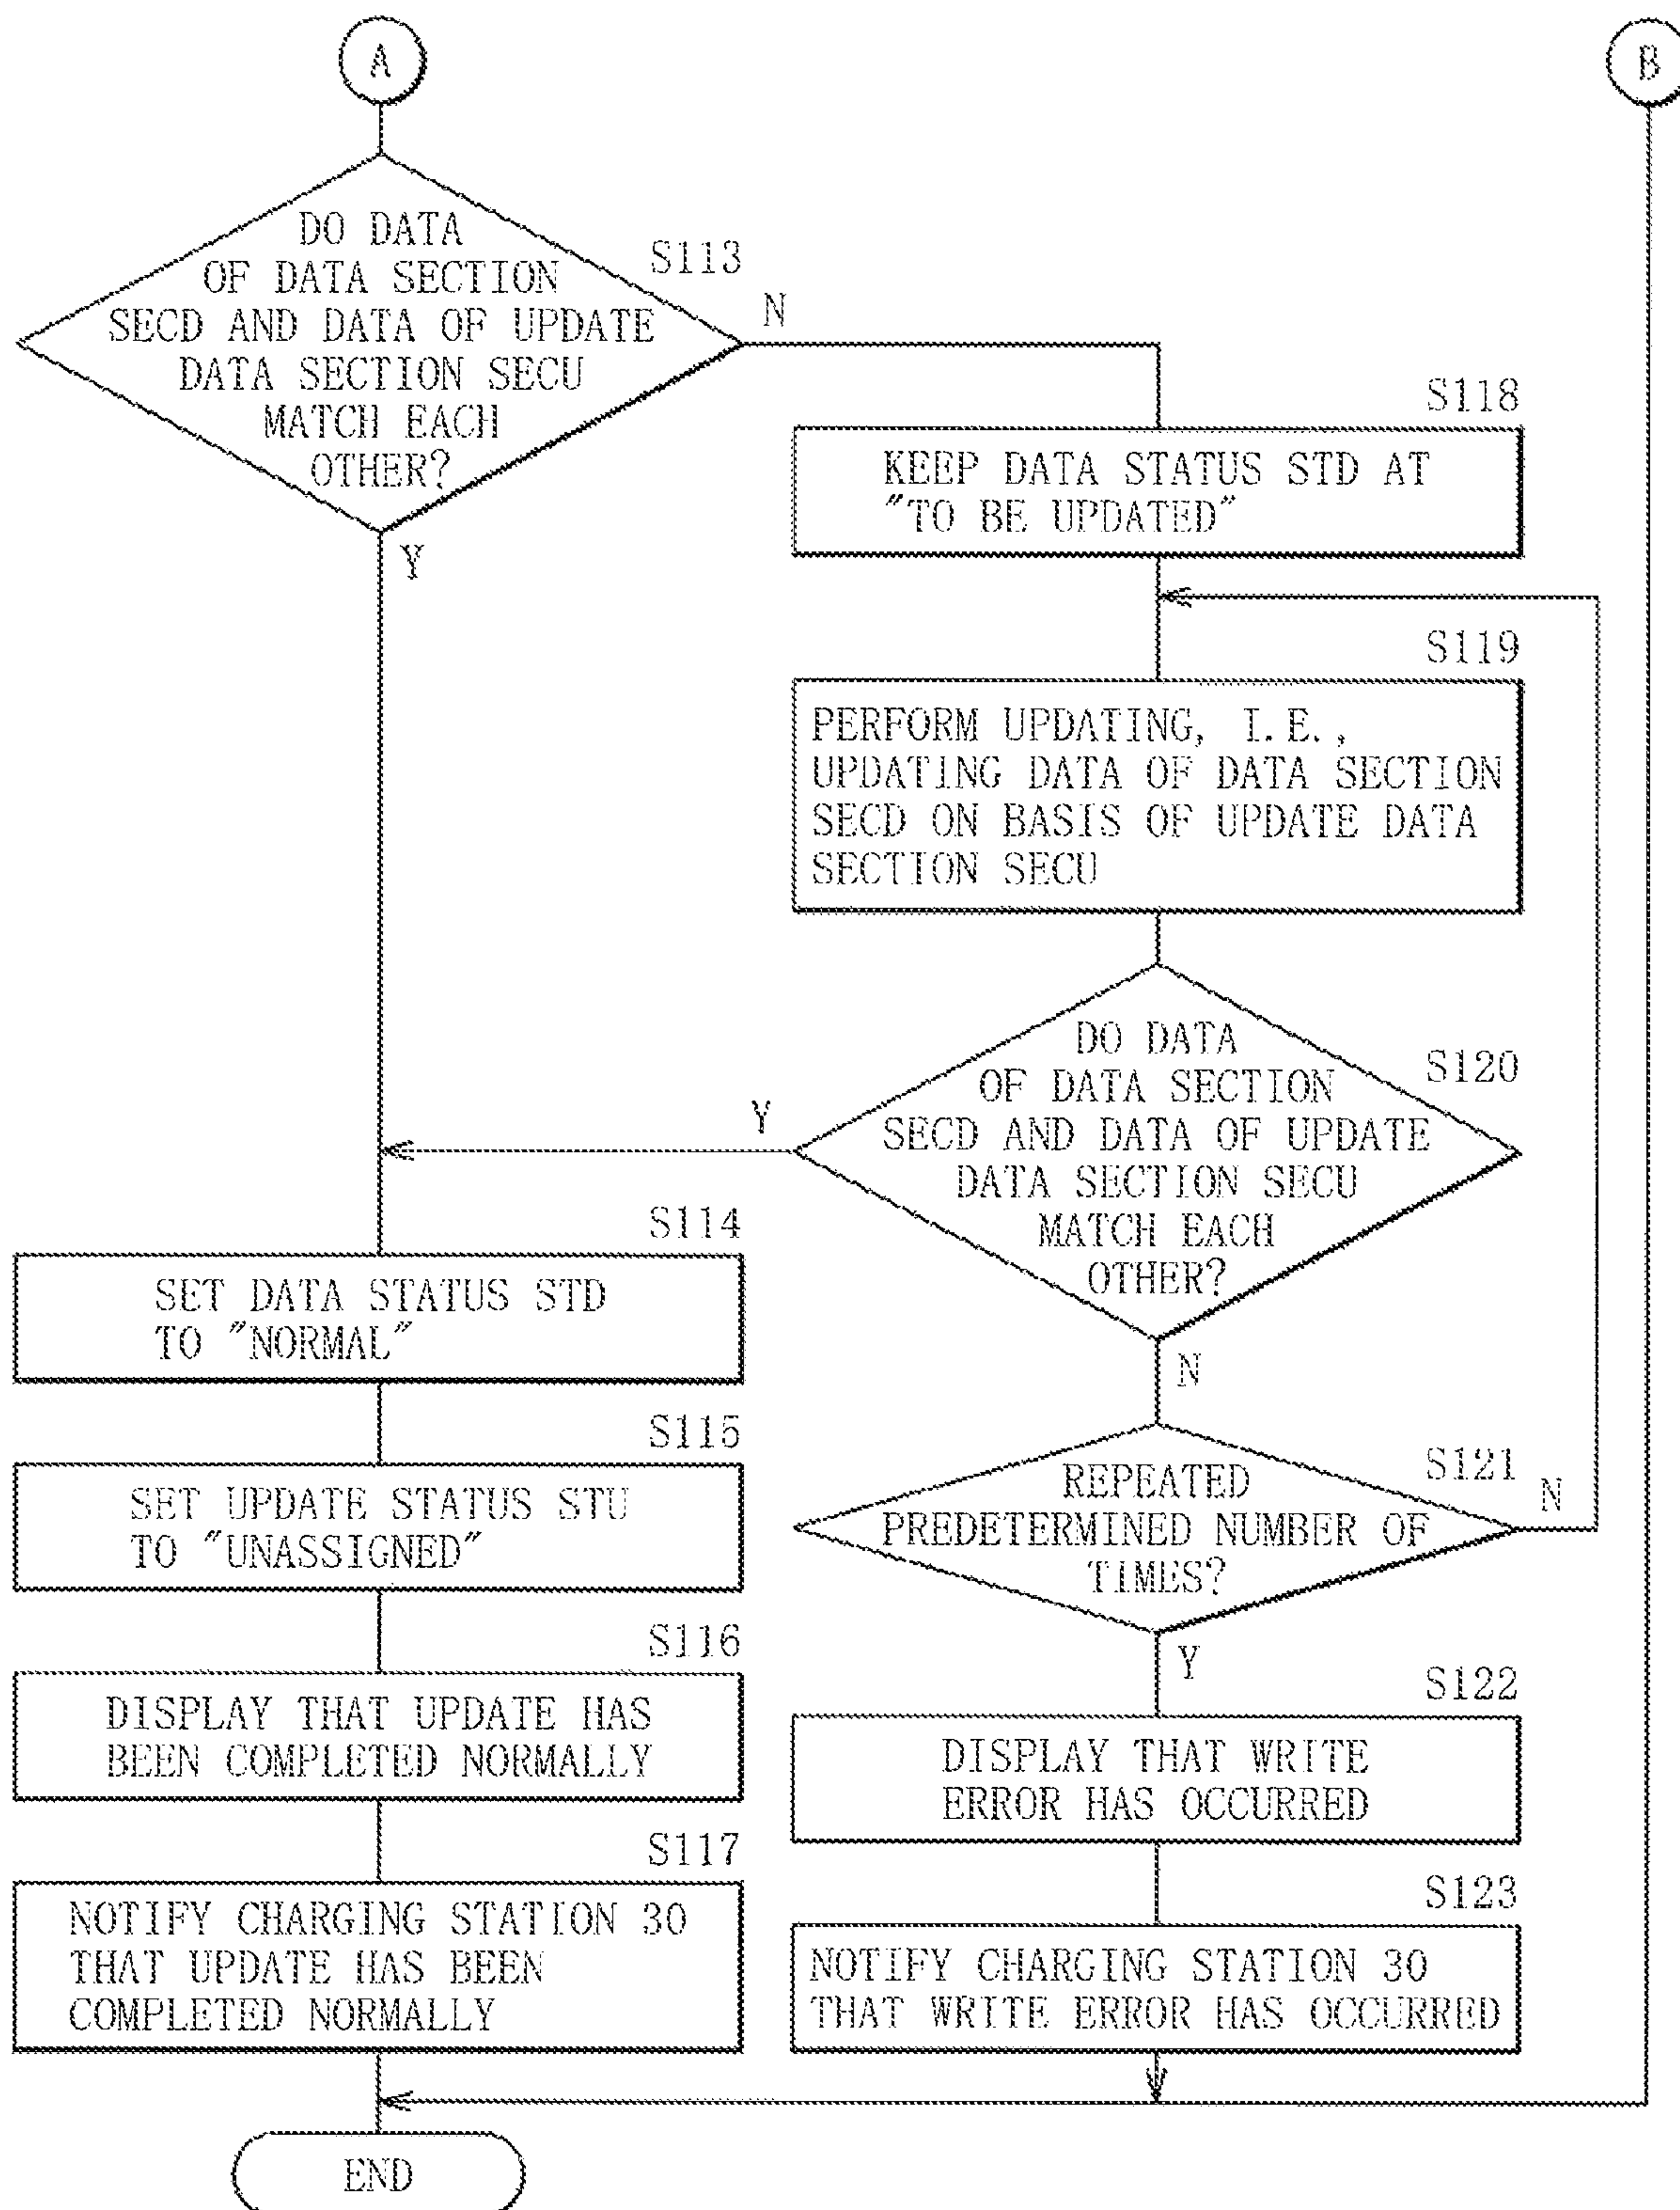 A
B
DO DATA
OF DATA SECTION
SECD AND DATA OF UPDATE
DATA SECTION SECU
MATCH EACH
OTHER?
S113
N
Y
S118
KEEP DATA STATUS STD AT
"TO BE UPDATED"
S119
PERFORM UPDATING, I.E.,
UPDATING DATA OF DATA SECTION
SECD ON BASIS OF UPDATE DATA
SECTION SECU
DO DATA
OF DATA SECTION
SECD AND DATA OF UPDATE
DATA SECTION SECU
MATCH EACH
OTHER?
S120
Y
N
S114
SET DATA STATUS STD
TO "NORMAL"
S115
SET UPDATE STATUS STU
TO "UNASSIGNED"
S116
DISPLAY THAT UPDATE HAS
BEEN COMPLETED NORMALLY
S117
NOTIFY CHARGING STATION 30
THAT UPDATE HAS BEEN
COMPLETED NORMALLY
REPEATED
PREDETERMINED NUMBER OF
TIMES?
S121
N
Y
S122
DISPLAY THAT WRITE
ERROR HAS OCCURRED
S123
NOTIFY CHARGING STATION 30
THAT WRITE ERROR HAS OCCURRED
END